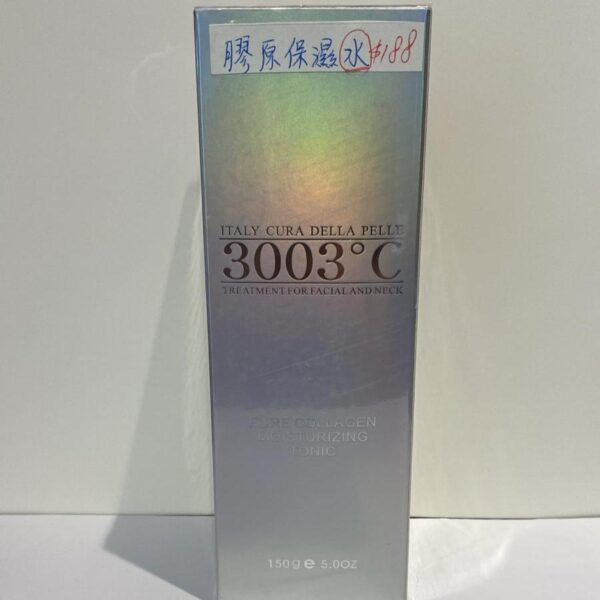 膠原保濕水$188
ITALY CURA DELLA PELLE
3003°C
TREATMENT FOR FACIAL AND NECK
PURE COLLAGEN
MOISTURIZING
TONIC
150g e 5.0OZ